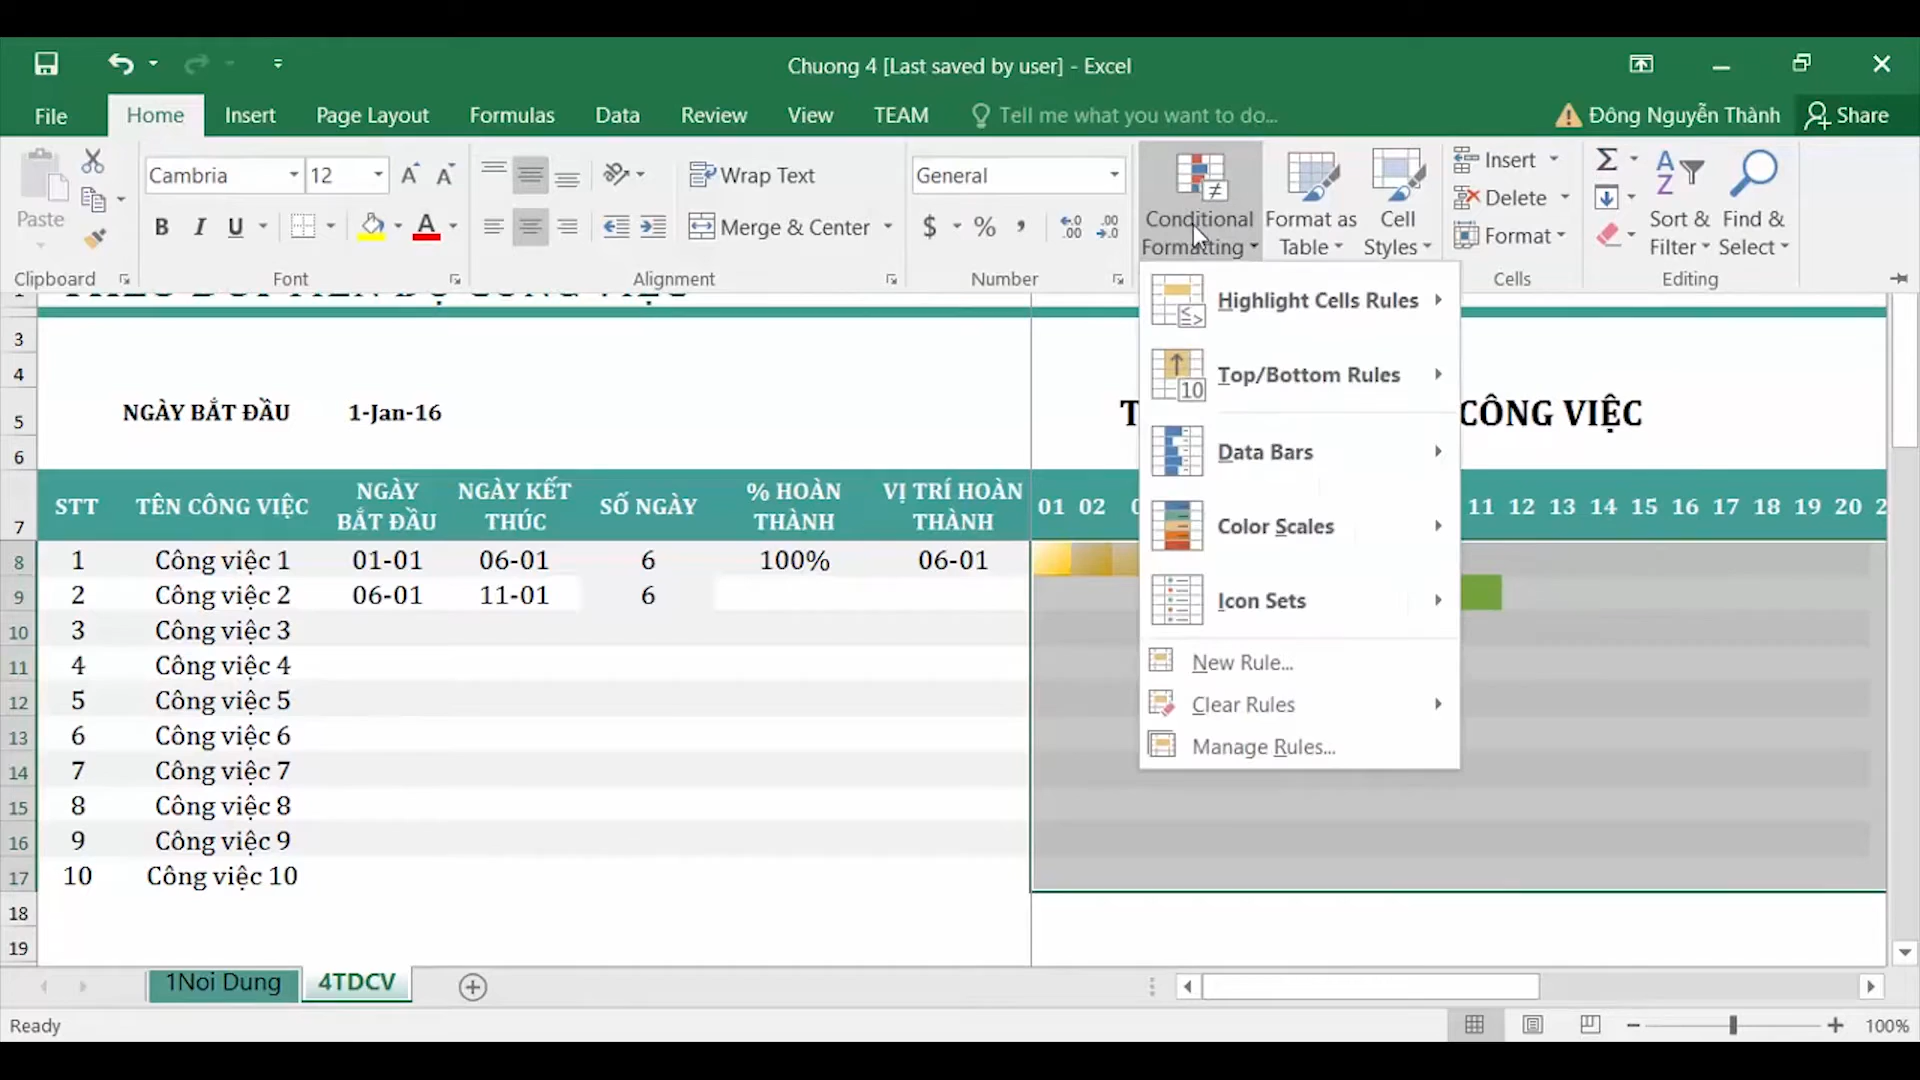 Chuong 4 [Last saved by user] - Excel
File Home Insert Page Layout Formulas Data Review View TEAM Tell me what you want to do... Đông Nguyễn Thành Share
Paste
Clipboard
Cambria 12
B I U A
Font
Wrap Text
Merge & Center
Alignment
General
$ % ,
Number
Conditional Formatting
Format as Table
Cell Styles
Insert
Delete
Format
Cells
Sort & Filter
Find & Select
Editing
Highlight Cells Rules
Top/Bottom Rules
Data Bars
Color Scales
Icon Sets
New Rule...
Clear Rules
Manage Rules...
THEO DÕI TIẾN ĐỘ CÔNG VIỆC
3
4
5 NGÀY BẮT ĐẦU 1-Jan-16 T CÔNG VIỆC
6
7 STT TÊN CÔNG VIỆC NGÀY BẮT ĐẦU NGÀY KẾT THÚC SỐ NGÀY % HOÀN THÀNH VỊ TRÍ HOÀN THÀNH 01 02 0 11 12 13 14 15 16 17 18 19 20 2
8 1 Công việc 1 01-01 06-01 6 100% 06-01
9 2 Công việc 2 06-01 11-01 6
10 3 Công việc 3
11 4 Công việc 4
12 5 Công việc 5
13 6 Công việc 6
14 7 Công việc 7
15 8 Công việc 8
16 9 Công việc 9
17 10 Công việc 10
18
19
1Noi Dung 4TDCV
Ready 100%